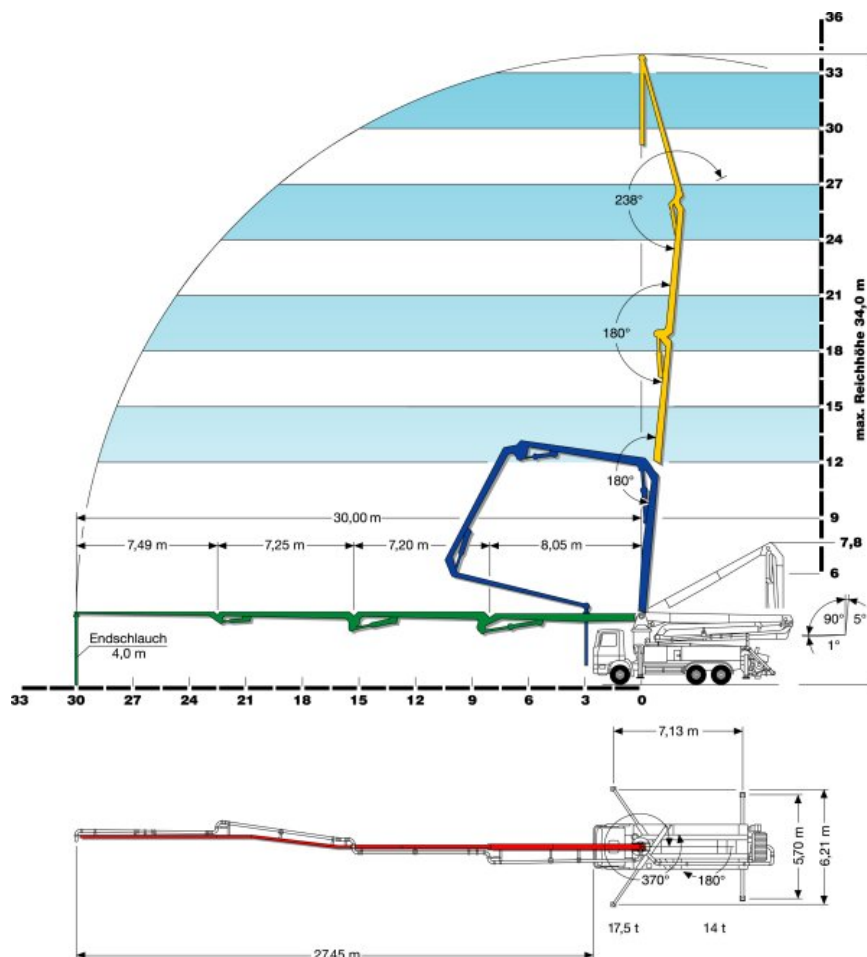 36
33
30
27
24
21
18
15
12
9
7,8
6
max. Reichhöhe 34,0 m
238°
180°
180°
30,00 m
7,49 m
7,25 m
7,20 m
8,05 m
Endschlauch
4,0 m
90°
5°
1°
33
30
27
24
21
18
15
12
9
6
3
0
7,13 m
370°
180°
5,70 m
6,21 m
17,5 t
14 t
27,45 m